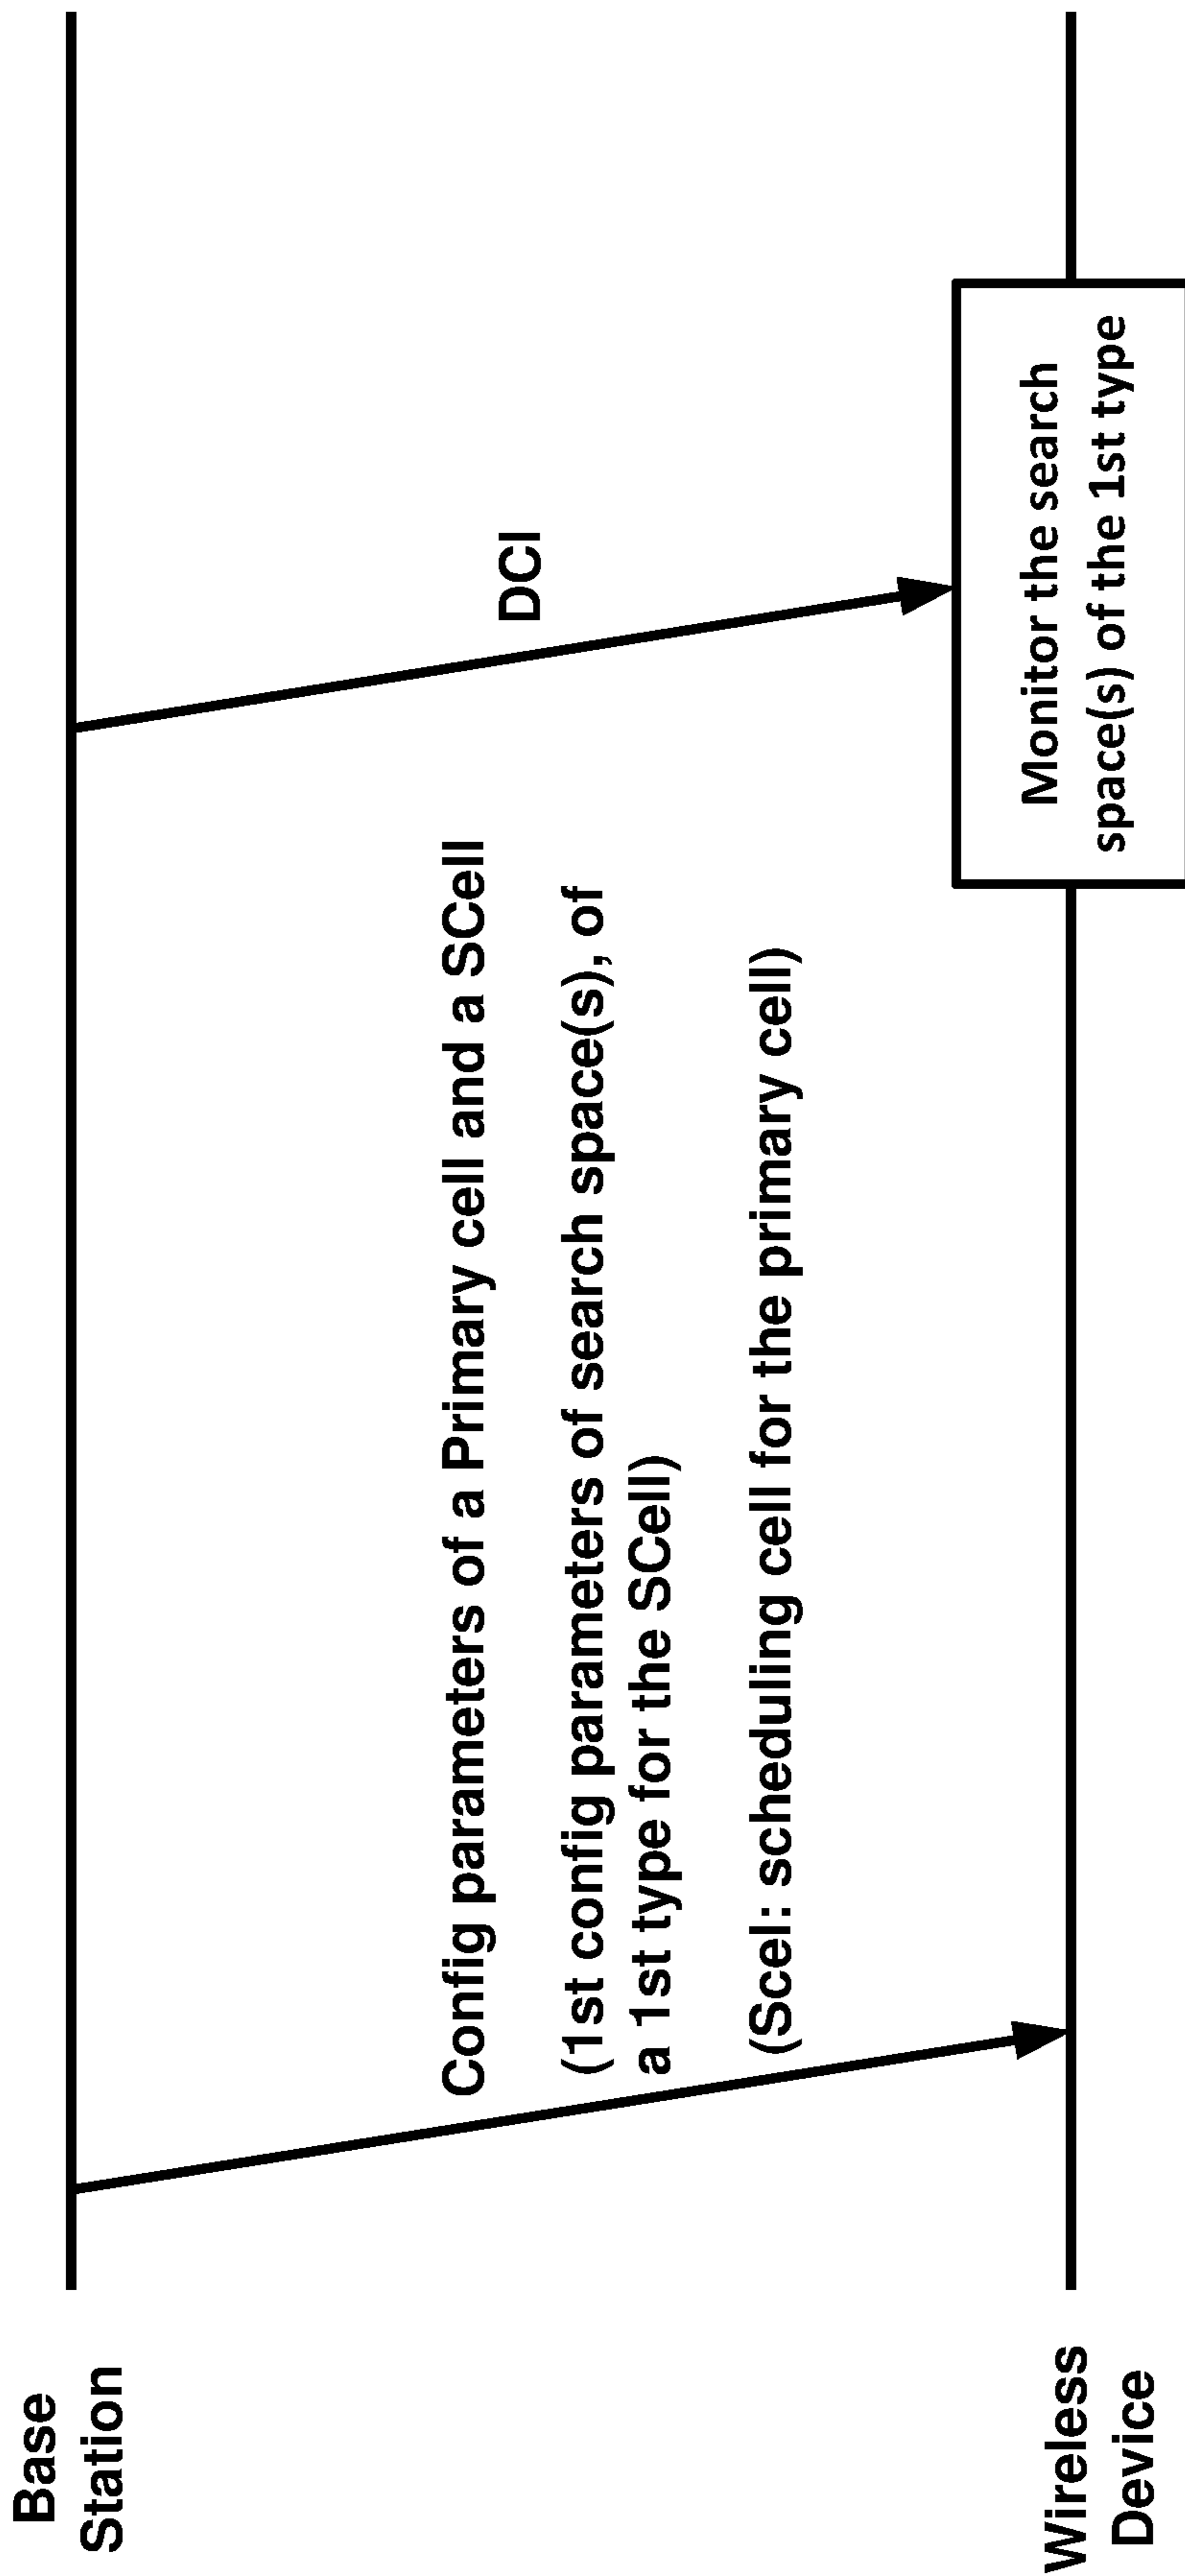 Base
Station
Config parameters of a Primary cell and a SCell
(1st config parameters of search space(s), of
a 1st type for the SCell)
(Scel: scheduling cell for the primary cell)
DCI
Monitor the search
space(s) of the 1st type
Wireless
Device